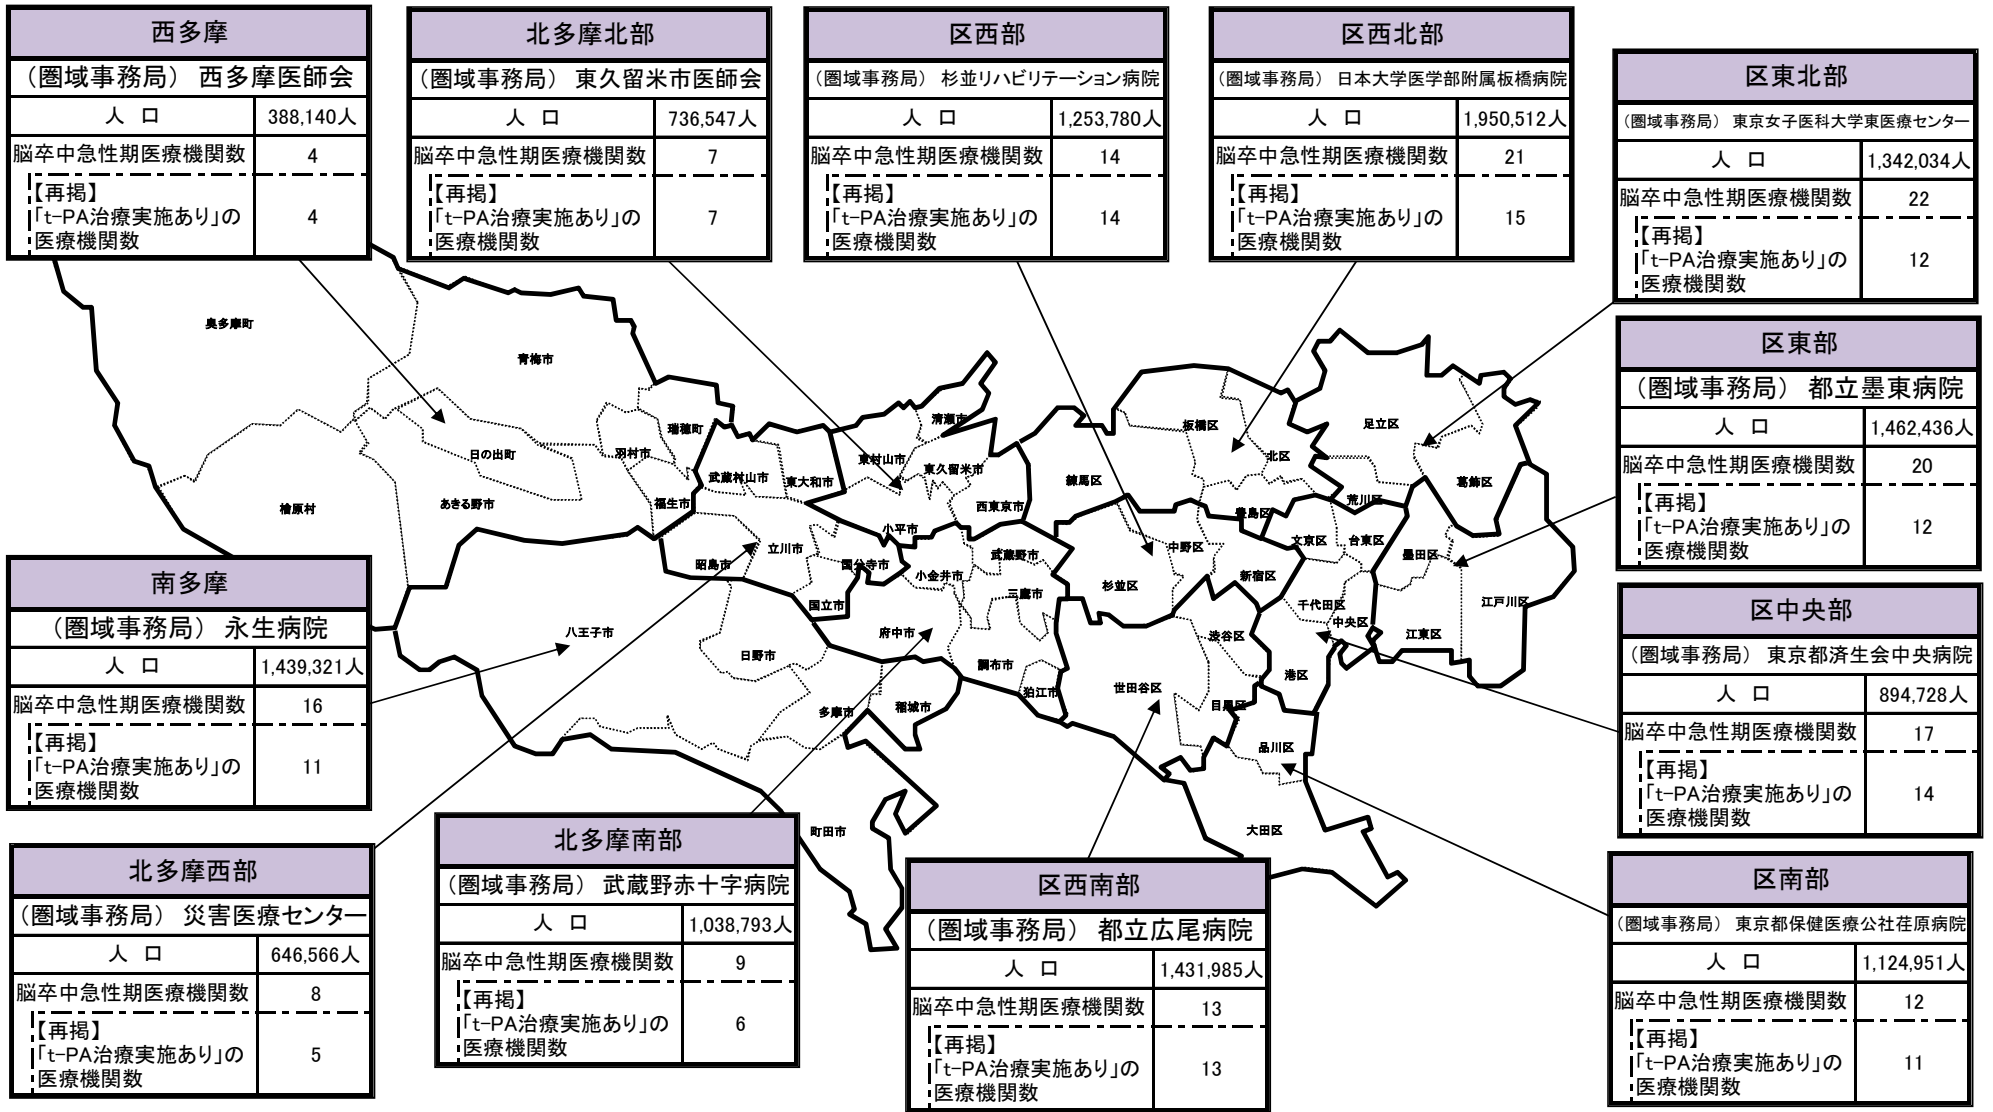 西多摩
（圏域事務局） 西多摩医師会
人 口 388,140人
脳卒中急性期医療機関数 4
【再掲】
「t-PA治療実施あり」の
医療機関数
4
北多摩北部
（圏域事務局） 東久留米市医師会
人 口 736,547人
脳卒中急性期医療機関数 7
【再掲】
「t-PA治療実施あり」の
医療機関数
7
区西部
（圏域事務局） 杉並リハビリテーション病院
人 口 1,253,780人
脳卒中急性期医療機関数 14
【再掲】
「t-PA治療実施あり」の
医療機関数
14
区西北部
（圏域事務局） 日本大学医学部附属板橋病院
人 口 1,950,512人
脳卒中急性期医療機関数 21
【再掲】
「t-PA治療実施あり」の
医療機関数
15
区東北部
（圏域事務局） 東京女子医科大学東医療センター
人 口 1,342,034人
脳卒中急性期医療機関数 22
【再掲】
「t-PA治療実施あり」の
医療機関数
12
区東部
（圏域事務局） 都立墨東病院
人 口 1,462,436人
脳卒中急性期医療機関数 20
【再掲】
「t-PA治療実施あり」の
医療機関数
12
区中央部
（圏域事務局） 東京都済生会中央病院
人 口 894,728人
脳卒中急性期医療機関数 17
【再掲】
「t-PA治療実施あり」の
医療機関数
14
区南部
（圏域事務局） 東京都保健医療公社荏原病院
人 口 1,124,951人
脳卒中急性期医療機関数 12
【再掲】
「t-PA治療実施あり」の
医療機関数
11
区西南部
（圏域事務局） 都立広尾病院
人 口 1,431,985人
脳卒中急性期医療機関数 13
【再掲】
「t-PA治療実施あり」の
医療機関数
13
北多摩南部
（圏域事務局） 武蔵野赤十字病院
人 口 1,038,793人
脳卒中急性期医療機関数 9
【再掲】
「t-PA治療実施あり」の
医療機関数
6
南多摩
（圏域事務局） 永生病院
人 口 1,439,321人
脳卒中急性期医療機関数 16
【再掲】
「t-PA治療実施あり」の
医療機関数
11
北多摩西部
（圏域事務局） 災害医療センター
人 口 646,566人
脳卒中急性期医療機関数 8
【再掲】
「t-PA治療実施あり」の
医療機関数
5
奥多摩町
青梅市
瑞穂町
羽村市
日の出町
あきる野市
檜原村
福生市
武蔵村山市
東大和市
東村山市
清瀬市
東久留米市
西東京市
小平市
昭島市
立川市
国分寺市
国立市
小金井市
武蔵野市
三鷹市
府中市
調布市
狛江市
八王子市
日野市
多摩市
稲城市
町田市
練馬区
板橋区
北区
豊島区
足立区
荒川区
葛飾区
文京区
台東区
墨田区
中野区
杉並区
新宿区
千代田区
中央区
江東区
江戸川区
渋谷区
港区
世田谷区
目黒区
品川区
大田区